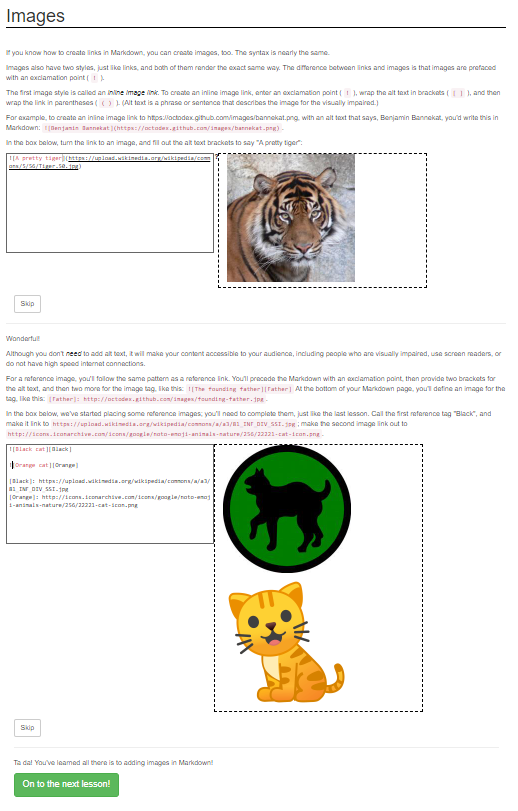 Images
If you know how to create links in Markdown, you can create images, too. The syntax is nearly the same.
Images also have two styles, just like links, and both of them render the exact same way. The difference between links and images is that images are prefaced
with an exclamation point ( ! ).
The first image style is called an inline image link. To create an inline image link, enter an exclamation point ( ! ), wrap the alt text in brackets ( [ ] ), and then
wrap the link in parentheses ( ( ) ). (Alt text is a phrase or sentence that describes the image for the visually impaired.)
For example, to create an inline image link to https://octodex.github.com/images/bannekat.png, with an alt text that says, Benjamin Bannekat, you'd write this in
Markdown: ![Benjamin Bannekat](https://octodex.github.com/images/bannekat.png) .
In the box below, turn the link to an image, and fill out the alt text brackets to say "A pretty tiger":
![A pretty tiger](https://upload.wikimedia.org/wikipedia/comm
ons/5/56/Tiger.50.jpg)
Skip
Wonderful!
Although you don't need to add alt text, it will make your content accessible to your audience, including people who are visually impaired, use screen readers, or
do not have high speed internet connections.
For a reference image, you'll follow the same pattern as a reference link. You'll precede the Markdown with an exclamation point, then provide two brackets for
the alt text, and then two more for the image tag, like this: ![The founding father][Father] At the bottom of your Markdown page, you'll define an image for the
tag, like this: [Father]: http://octodex.github.com/images/founding-father.jpg .
In the box below, we've started placing some reference images; you'll need to complete them, just like the last lesson. Call the first reference tag "Black", and
make it link to https://upload.wikimedia.org/wikipedia/commons/a/a3/81_INF_DIV_SSI.jpg ; make the second image link out to
http://icons.iconarchive.com/icons/google/noto-emoji-animals-nature/256/22221-cat-icon.png .
![Black cat][Black]
![Orange cat][Orange]
[Black]: https://upload.wikimedia.org/wikipedia/commons/a/a3/
81_INF_DIV_SSI.jpg
[Orange]: http://icons.iconarchive.com/icons/google/noto-emoj
i-animals-nature/256/22221-cat-icon.png
Skip
Ta da! You've learned all there is to adding images in Markdown!
On to the next lesson!